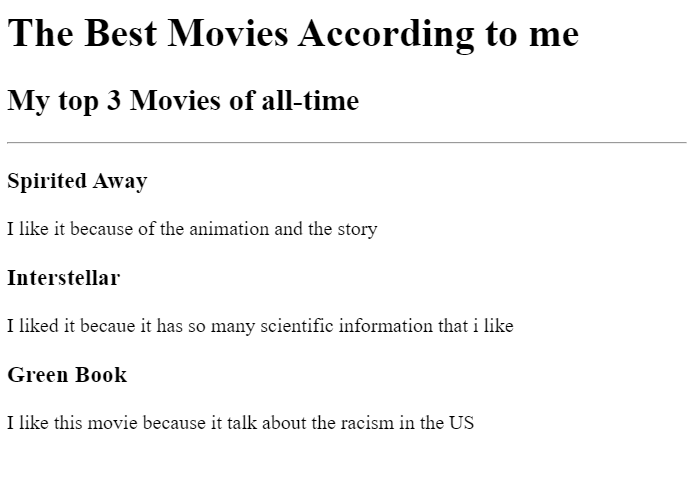 The Best Movies According to me
My top 3 Movies of all-time
Spirited Away
I like it because of the animation and the story
Interstellar
I liked it becaue it has so many scientific information that i like
Green Book
I like this movie because it talk about the racism in the US